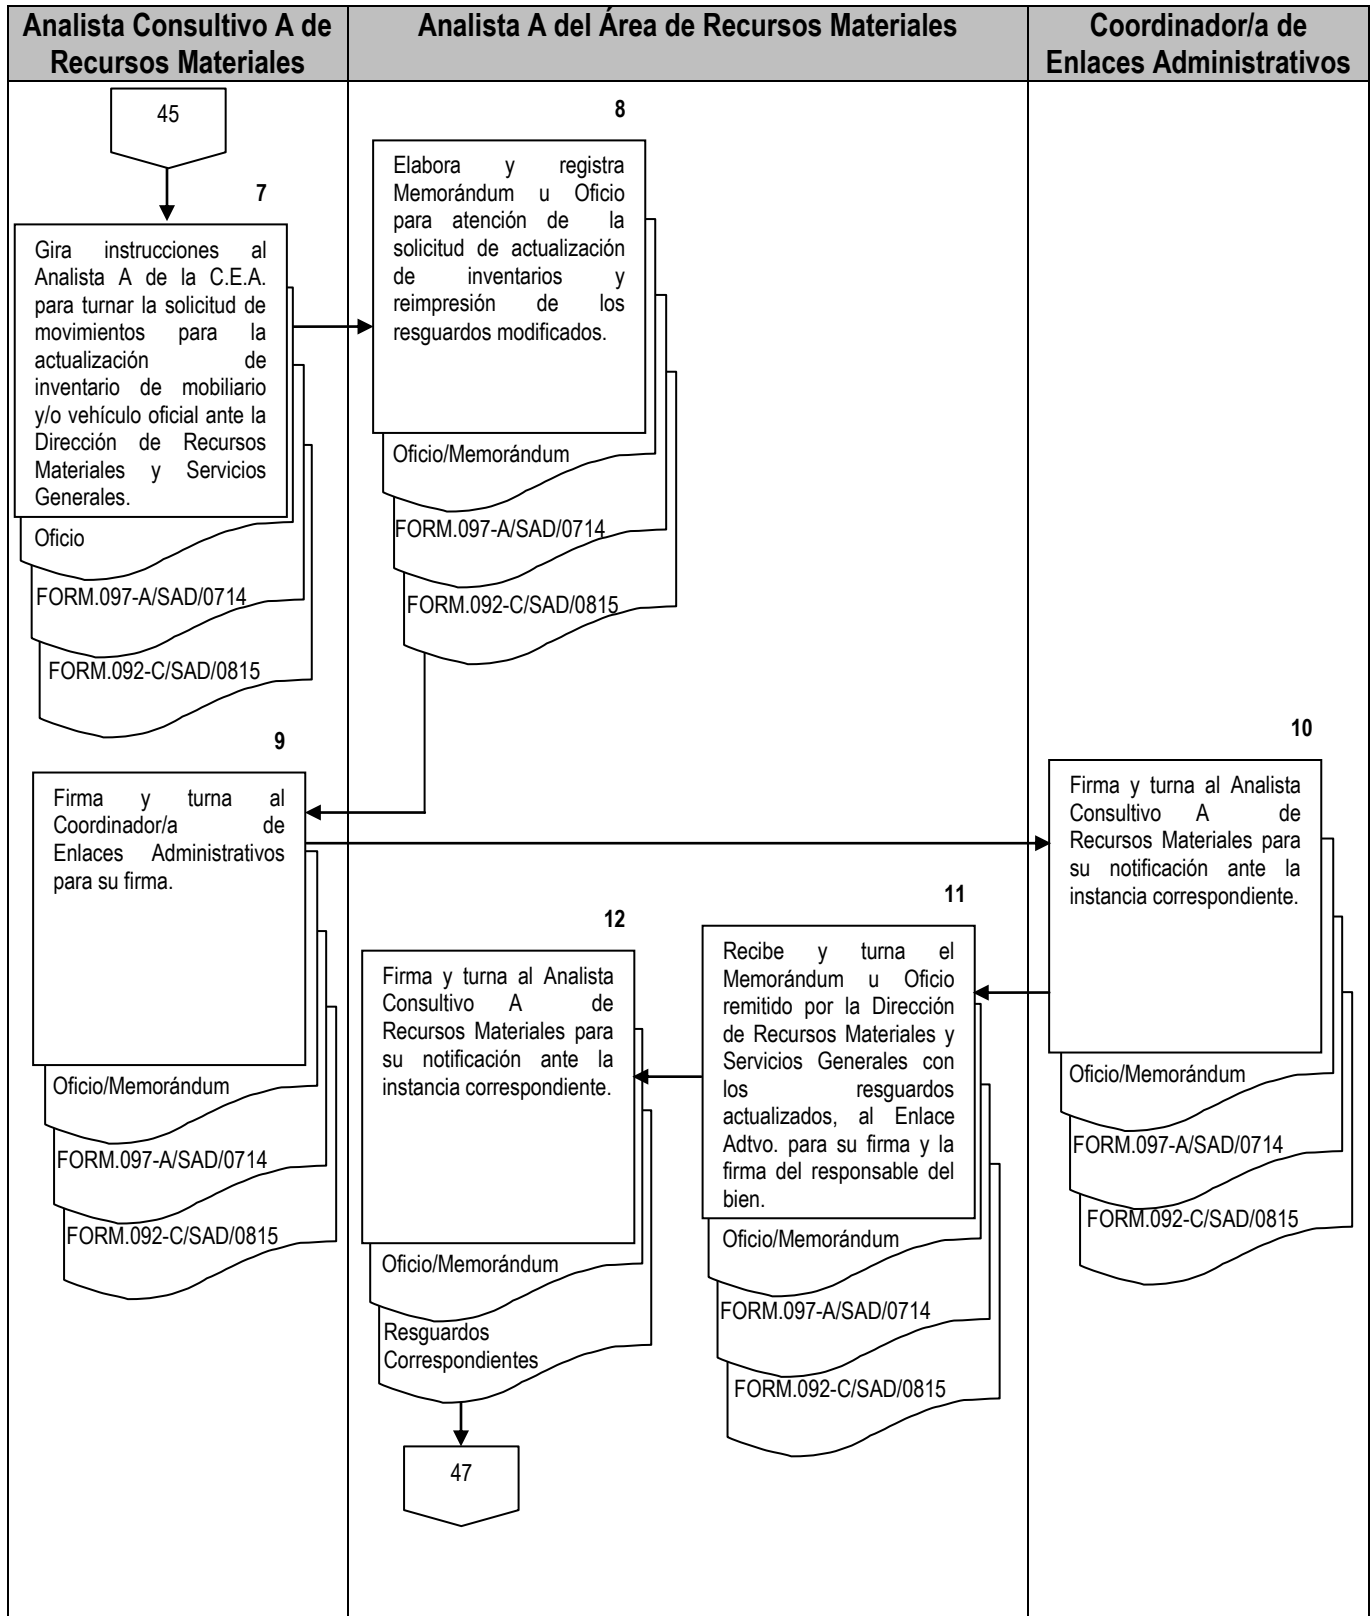 Analista Consultivo A de
Recursos Materiales
Analista A del Área de Recursos Materiales
Coordinador/a de
Enlaces Administrativos
45
7
Gira instrucciones al
Analista A de la C.E.A.
para turnar la solicitud de
movimientos para la
actualización de
inventario de mobiliario
y/o vehículo oficial ante la
Dirección de Recursos
Materiales y Servicios
Generales.
Oficio
FORM.097-A/SAD/0714
FORM.092-C/SAD/0815
8
Elabora y registra
Memorándum u Oficio
para atención de la
solicitud de actualización
de inventarios y
reimpresión de los
resguardos modificados.
Oficio/Memorándum
FORM.097-A/SAD/0714
FORM.092-C/SAD/0815
9
Firma y turna al
Coordinador/a de
Enlaces Administrativos
para su firma.
Oficio/Memorándum
FORM.097-A/SAD/0714
FORM.092-C/SAD/0815
10
Firma y turna al Analista
Consultivo A de
Recursos Materiales para
su notificación ante la
instancia correspondiente.
Oficio/Memorándum
FORM.097-A/SAD/0714
FORM.092-C/SAD/0815
11
Recibe y turna el
Memorándum u Oficio
remitido por la Dirección
de Recursos Materiales y
Servicios Generales con
los resguardos
actualizados, al Enlace
Adtvo. para su firma y la
firma del responsable del
bien.
Oficio/Memorándum
FORM.097-A/SAD/0714
FORM.092-C/SAD/0815
12
Firma y turna al Analista
Consultivo A de
Recursos Materiales para
su notificación ante la
instancia correspondiente.
Oficio/Memorándum
Resguardos
Correspondientes
47